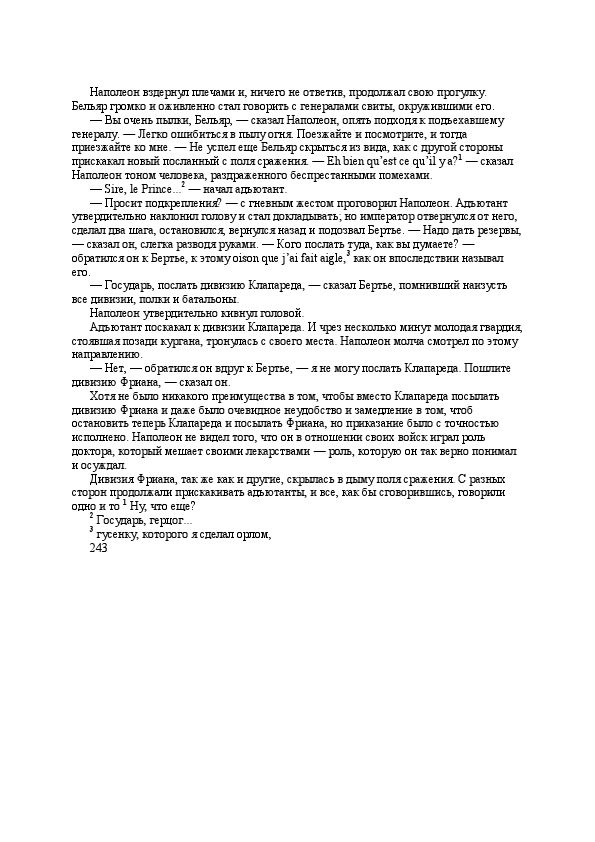 Наполеон вздернул плечами и, ничего не ответив, продолжал свою прогулку.
Бельяр громко и оживленно стал говорить с генералами свиты, окружившими его.
— Вы очень пылки, Бельяр, — сказал Наполеон, опять подходя к подъехавшему
генералу. — Легко ошибиться в пылу огня. Поезжайте и посмотрите, и тогда
приезжайте ко мне. — Не успел еще Бельяр скрыться из вида, как с другой стороны
прискакал новый посланный с поля сражения. — Eh bien qu’est ce qu’il y a?¹ — сказал
Наполеон тоном человека, раздраженного беспрестанными помехами.
— Sire, le Prince...² — начал адъютант.
— Просит подкрепления? — с гневным жестом проговорил Наполеон. Адъютант
утвердительно наклонил голову и стал докладывать; но император отвернулся от него,
сделал два шага, остановился, вернулся назад и подозвал Бертье. — Надо дать резервы,
— сказал он, слегка разводя руками. — Кого послать туда, как вы думаете? —
обратился он к Бертье, к этому oison que j’ai fait aigle,³ как он впоследствии называл
его.
— Государь, послать дивизию Клапареда, — сказал Бертье, помнивший наизусть
все дивизии, полки и батальоны.
Наполеон утвердительно кивнул головой.
Адъютант поскакал к дивизии Клапареда. И чрез несколько минут молодая гвардия,
стоявшая позади кургана, тронулась с своего места. Наполеон молча смотрел по этому
направлению.
— Нет, — обратился он вдруг к Бертье, — я не могу послать Клапареда. Пошлите
дивизию Фриана, — сказал он.
Хотя не было никакого преимущества в том, чтобы вместо Клапареда посылать
дивизию Фриана и даже было очевидное неудобство и замедление в том, чтоб
остановить теперь Клапареда и посылать Фриана, но приказание было с точностью
исполнено. Наполеон не видел того, что он в отношении своих войск играл роль
доктора, который мешает своими лекарствами — роль, которую он так верно понимал
и осуждал.
Дивизия Фриана, так же как и другие, скрылась в дыму поля сражения. С разных
сторон продолжали прискакивать адъютанты, и все, как бы сговорившись, говорили
одно и то ¹ Ну, что еще?
² Государь, герцог...
³ гусенку, которого я сделал орлом,
243